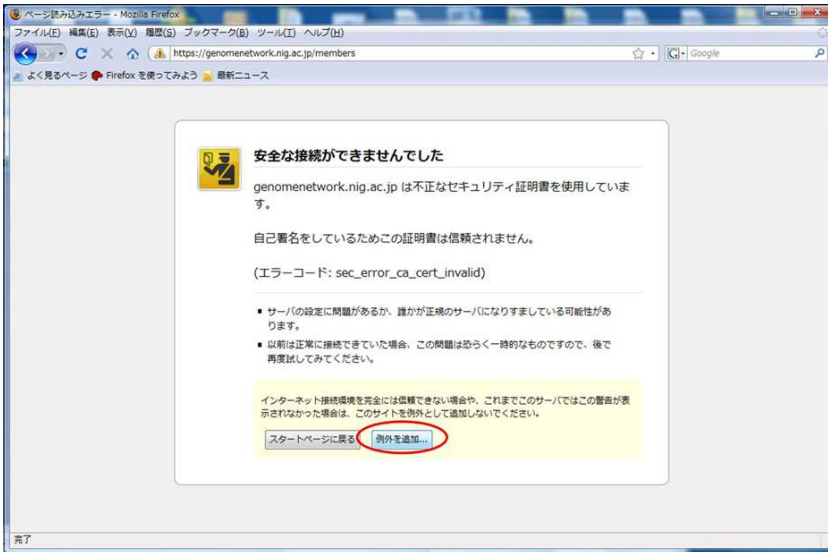 ページ読み込みエラー - Mozilla Firefox
ファイル(F) 編集(E) 表示(V) 履歴(S) ブックマーク(B) ツール(T) ヘルプ(H)
https://genomenetwork.nig.ac.jp/members
Google
よく見るページ Firefox を使ってみよう 最新ニュース
安全な接続ができませんでした
genomenetwork.nig.ac.jp は不正なセキュリティ証明書を使用していま
す。
自己署名をしているためこの証明書は信頼されません。
(エラーコード: sec_error_ca_cert_invalid)
サーバの設定に問題があるか、誰かが正規のサーバになりすましている可能性があ
ります。
以前は正常に接続できていた場合、この問題は恐らく一時的なものですので、後で
再度試してみてください。
インターネット接続環境を完全には信頼できない場合や、これまでこのサーバではこの警告が表
示されなかった場合は、このサイトを例外として追加しないでください。
スタートページに戻る 例外を追加...
完了